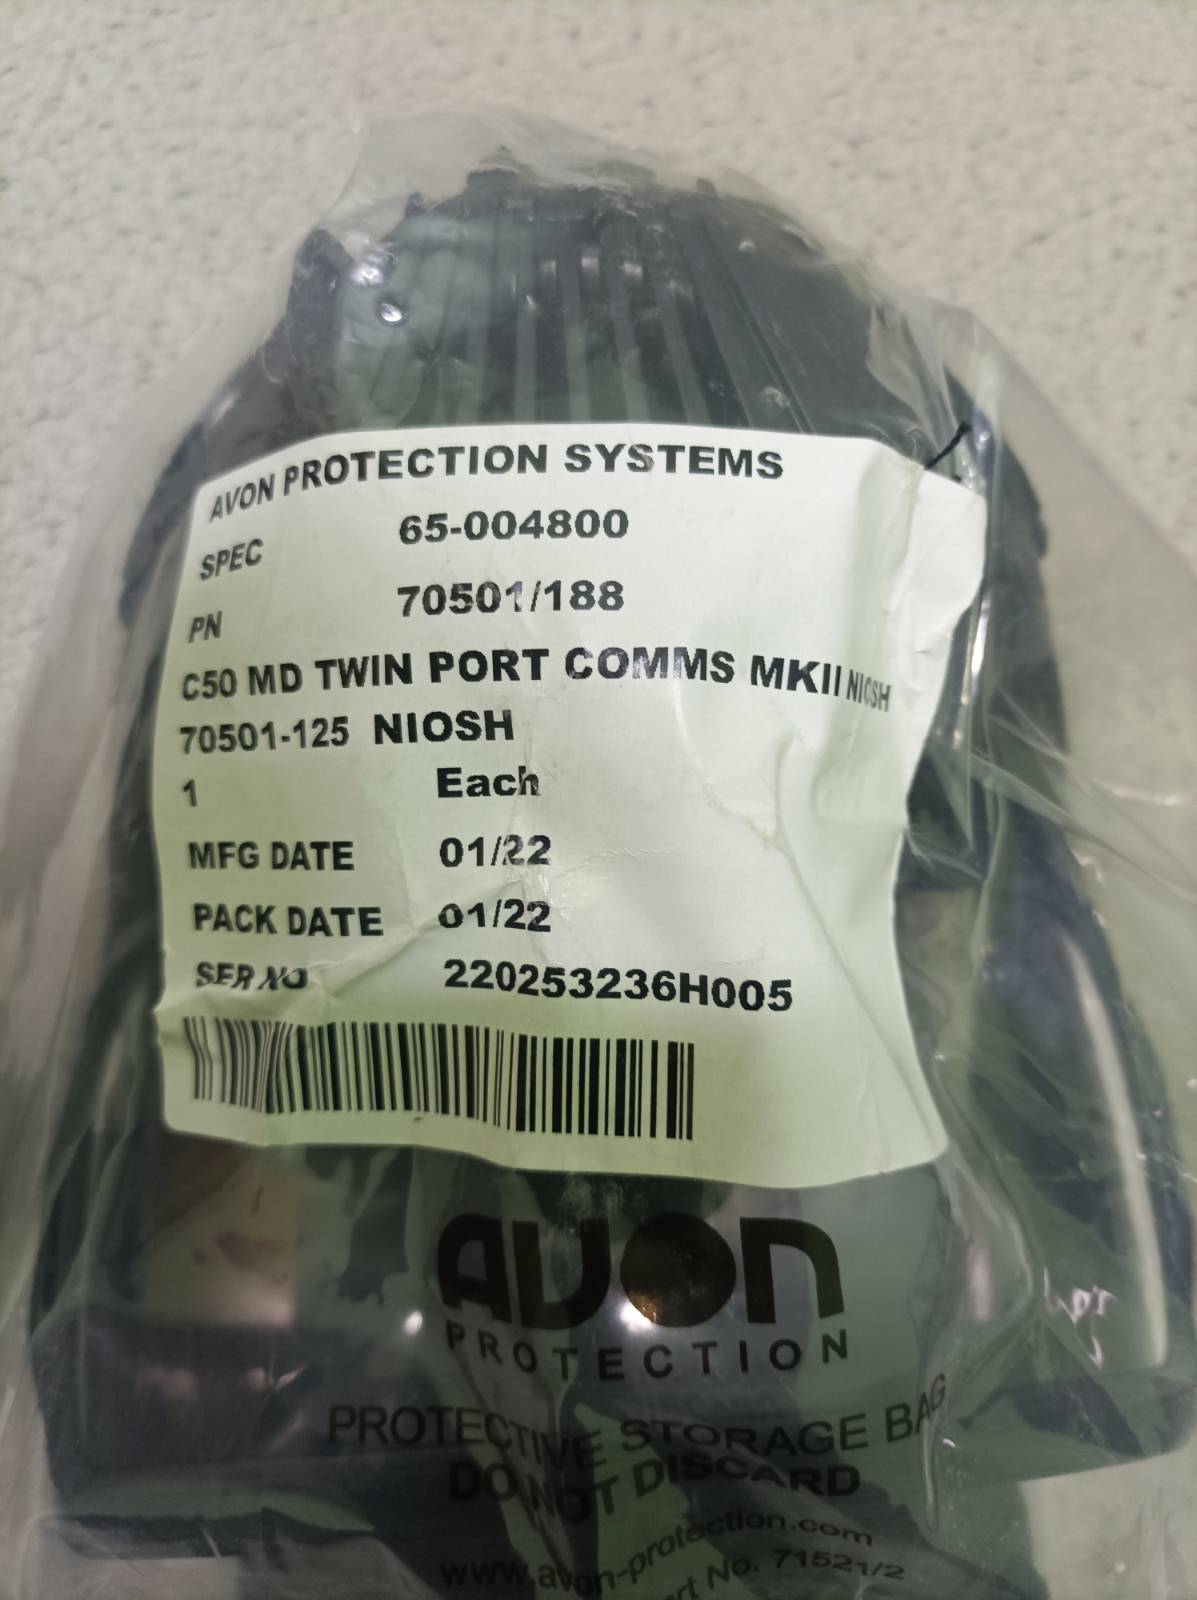 AVON PROTECTION SYSTEMS
SPEC 65-004800
PN 70501/188
C50 MD TWIN PORT COMMS MKII NIOSH
70501-125 NIOSH
1 Each
MFG DATE 01/22
PACK DATE 01/22
SER NO 220253236H005
AVON
PROTECTION
PROTECTIVE STORAGE BAG
DO NOT DISCARD
www.avon-protection.com
No. 71521/2